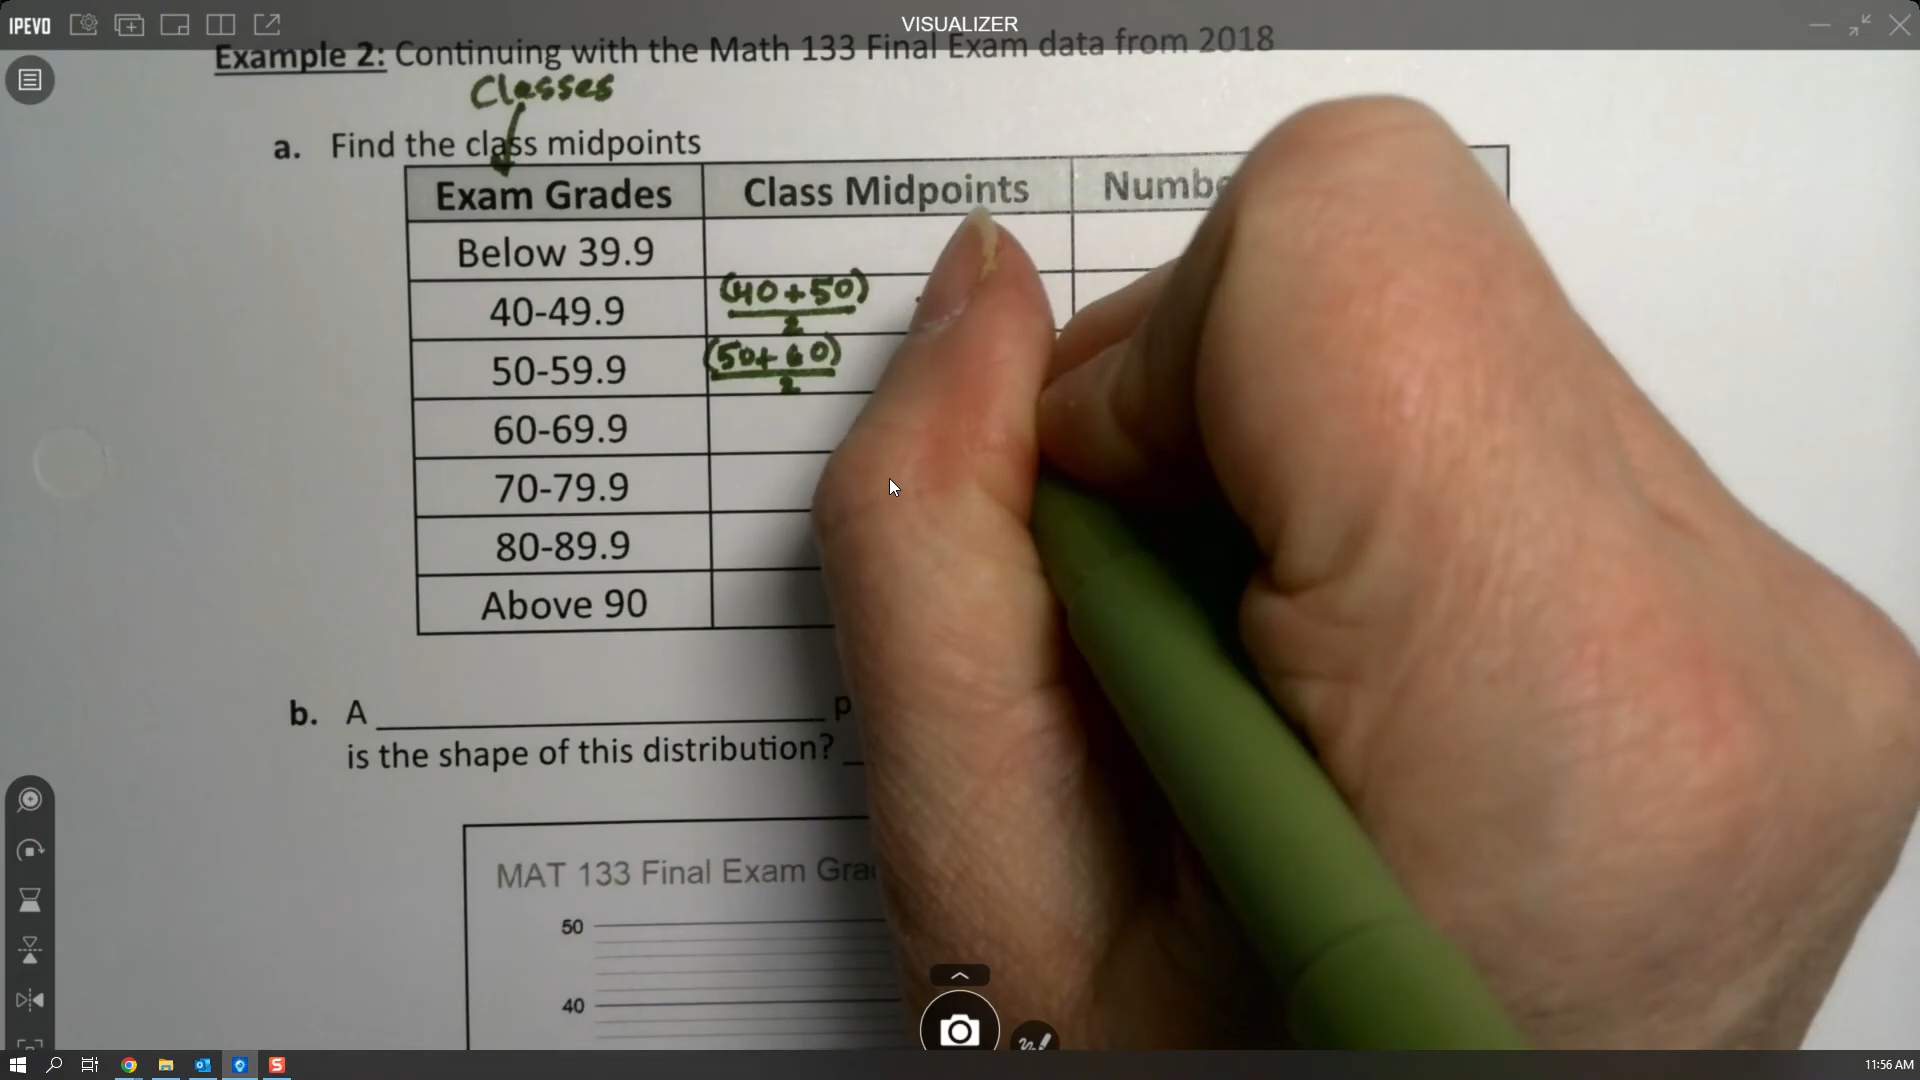 IPEVO
VISUALIZER
Example 2: Continuing with the Math 133 Final Exam data from 2018
Classes
a. Find the class midpoints
Exam Grades Class Midpoints Numbe
Below 39.9
40-49.9 (40+50)
2
50-59.9 (50+60)
2
60-69.9
70-79.9
80-89.9
Above 90
b. A ____ p
is the shape of this distribution? _
MAT 133 Final Exam Gra
50
40
11:56 AM